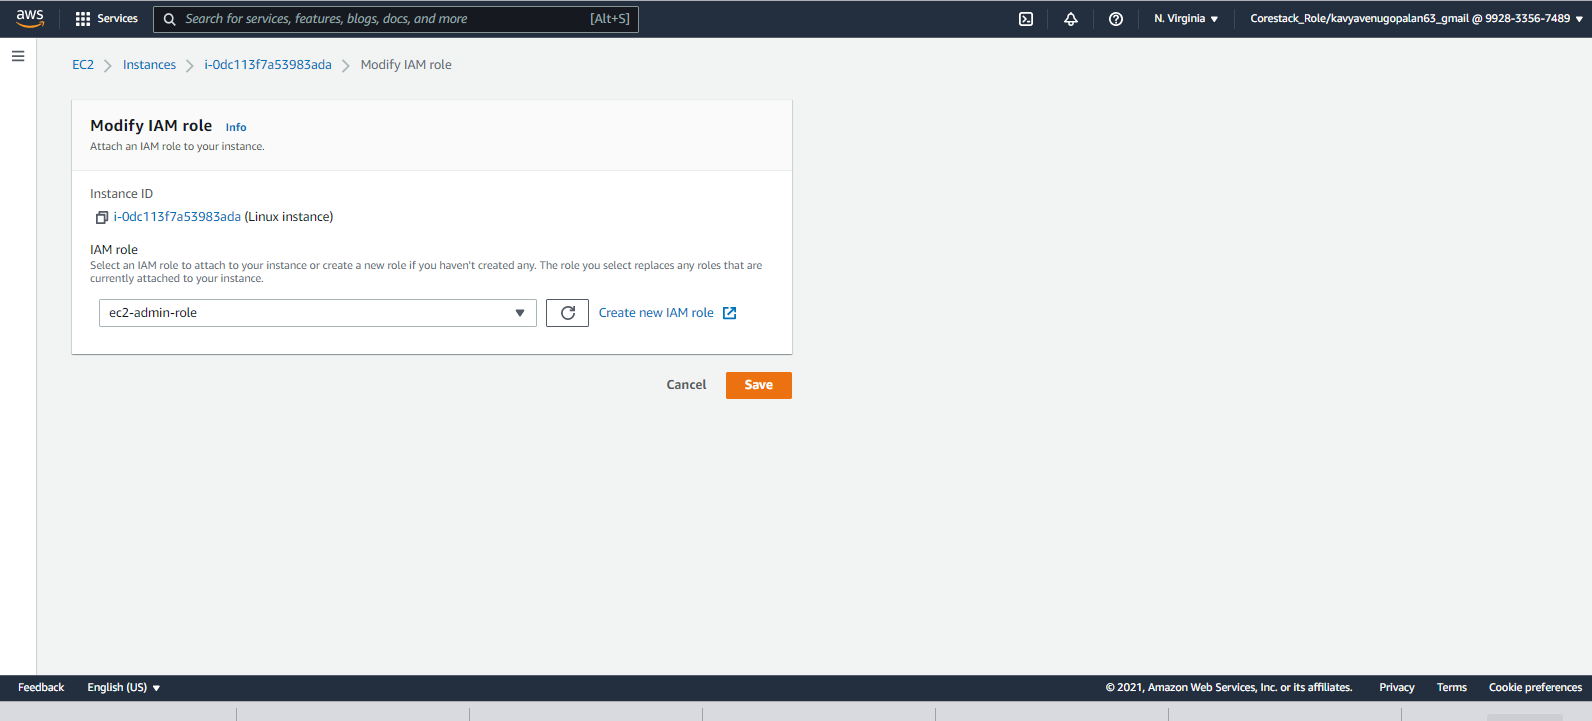 aws Services Search for services, features, blogs, docs, and more [Alt+S] N. Virginia Corestack_Role/kavyavenugopalan63_gmail @ 9928-3356-7489
EC2 Instances i-0dc113f7a53983ada Modify IAM role
Modify IAM role Info
Attach an IAM role to your instance.
Instance ID
i-0dc113f7a53983ada (Linux instance)
IAM role
Select an IAM role to attach to your instance or create a new role if you haven't created any. The role you select replaces any roles that are
currently attached to your instance.
ec2-admin-role Create new IAM role
Cancel Save
Feedback English (US) © 2021, Amazon Web Services, Inc. or its affiliates. Privacy Terms Cookie preferences